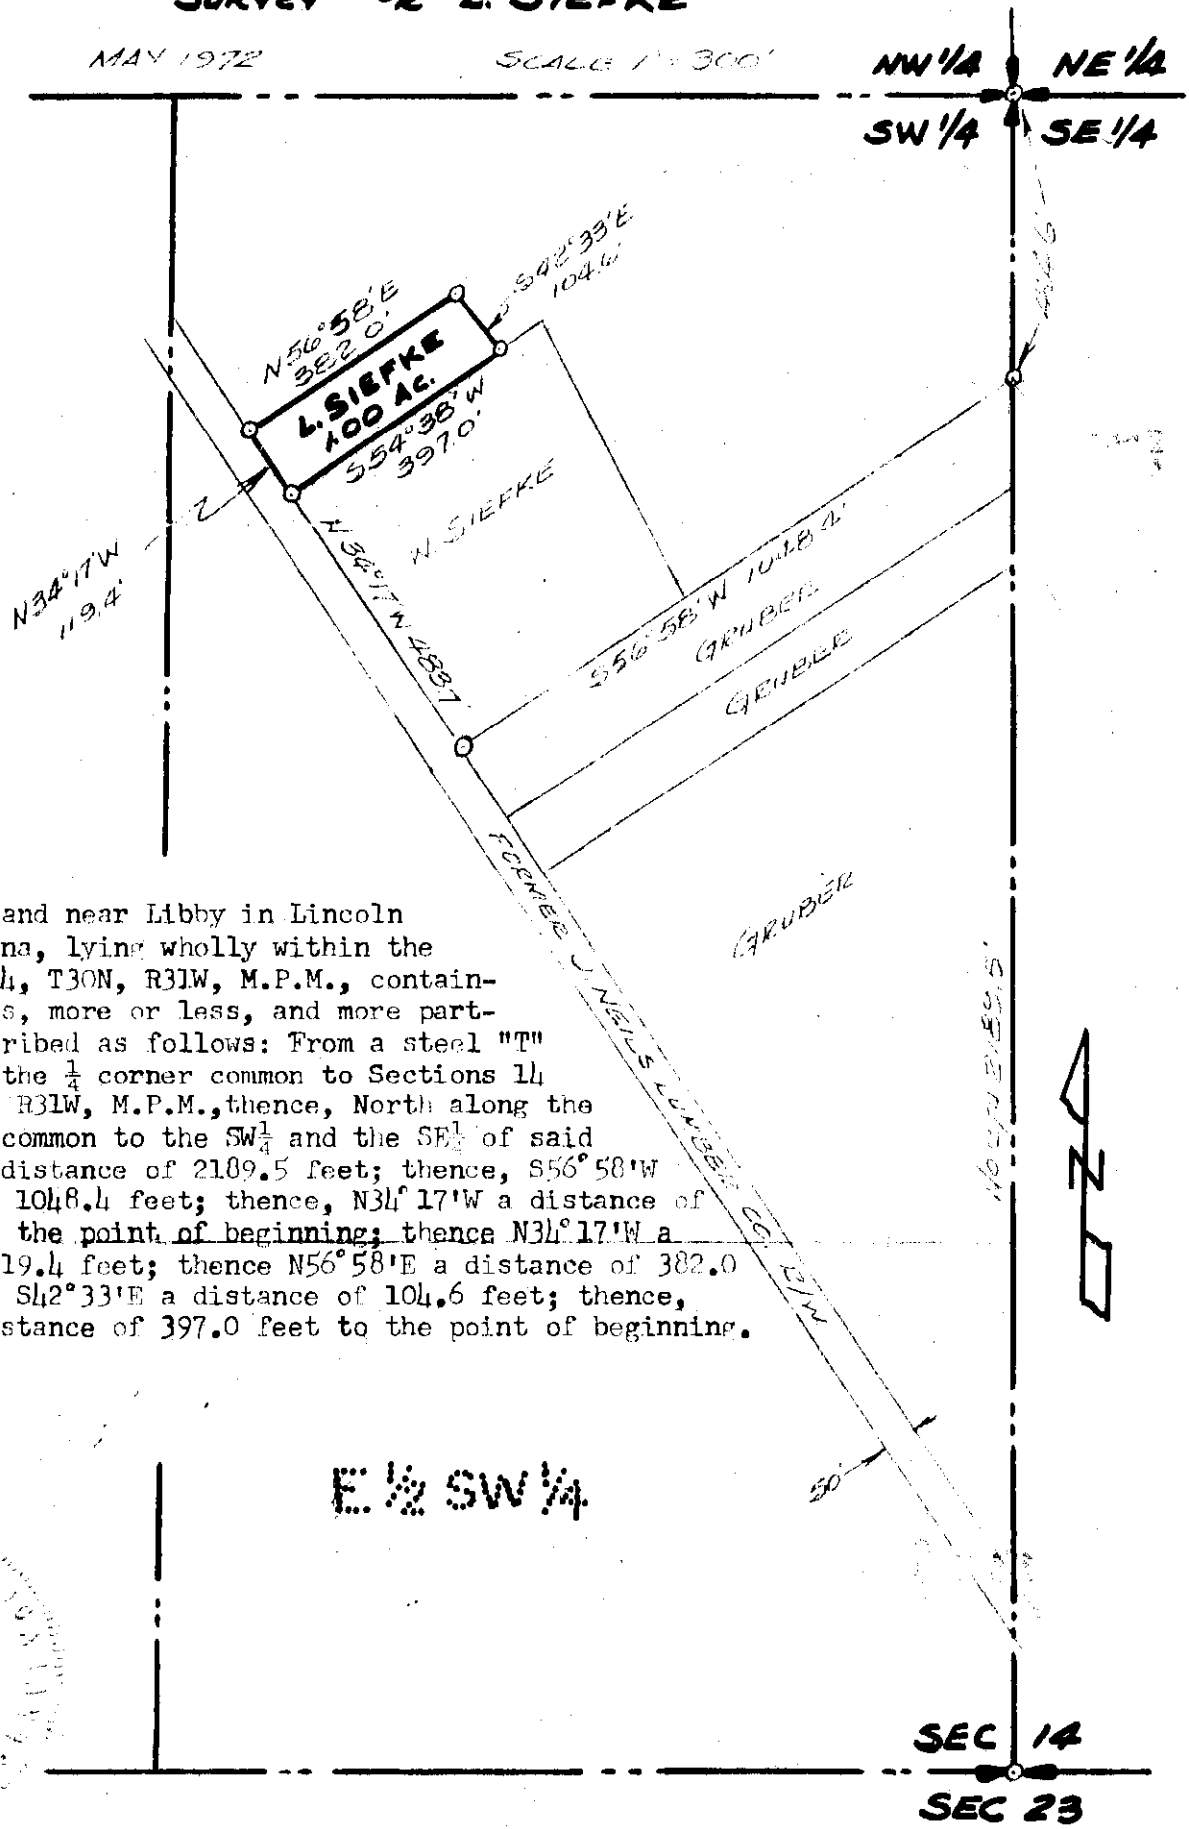 SURVEY L. SIEFKE
MAY 1972
SCALE 1" = 300'
NW 1/4
NE 1/4
SW 1/4
SE 1/4
S42°33'E
104.6'
N56°58'E
382.0'
L. SIEFKE
1.00 AC.
S54°38'W
397.0'
N34°17'W
119.4'
W. SIEFKE
N34°17'W 483.7
S56°58'W 1048.4'
GRUBER
GRUBER
GRUBER
FORMER J. NEILS LUMBER CO. R/W
NORTH 2189.5'
and near Libby in Lincoln
na, lying wholly within the
4, T30N, R31W, M.P.M., contain-
s, more or less, and more part-
ribed as follows: From a steel "T"
the ¼ corner common to Sections 14
R31W, M.P.M.,thence, North along the
common to the SW¼ and the SE¼ of said
distance of 2189.5 feet; thence, S56°58'W
1048.4 feet; thence, N34°17'W a distance of
the point of beginning; thence N34°17'W a
19.4 feet; thence N56°58'E a distance of 382.0
S42°33'E a distance of 104.6 feet; thence,
stance of 397.0 feet to the point of beginning.
N
E ½ SW ¼
50'
SEC 14
SEC 23